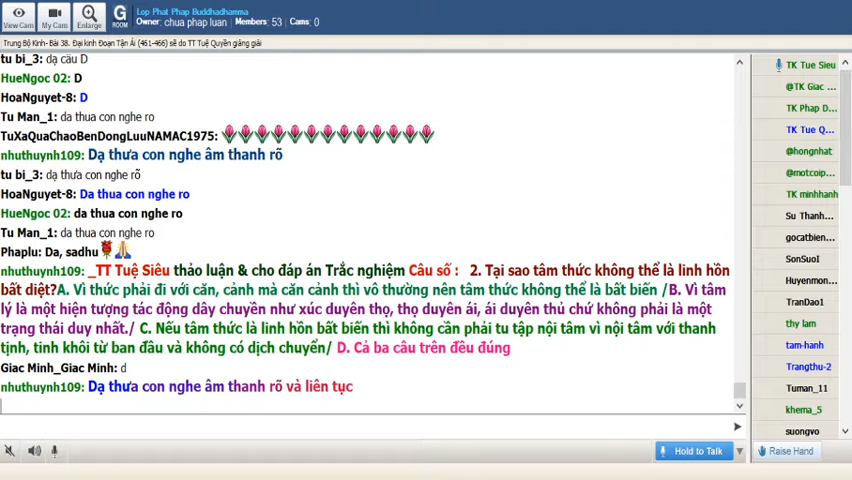 Lop Phat Phap Buddhadhamma
Owner: chua phap luan Members: 53 Cams: 0
View Cam My Cam Enlarge G ROOM
Trung Bộ Kinh- Bài 38. Đại kinh Đoạn Tận Ái (461-466) sẽ do TT Tuệ Quyền giảng giải
tu bi_3: dạ câu D
HueNgoc 02: D
HoaNguyet-8: D
Tu Man_1: da thua con nghe ro
TuXaQuaChaoBenDongLuuNAMAC1975:
nhuthuynh109: Dạ thưa con nghe âm thanh rõ
tu bi_3: dạ thưa con nghe rõ
HoaNguyet-8: Da thua con nghe ro
HueNgoc 02: da thua con nghe ro
Tu Man_1: da thua con nghe ro
Phaplu: Da, sadhu
nhuthuynh109: _TT Tuệ Siêu thảo luận & cho đáp án Trắc nghiệm Câu số : 2. Tại sao tâm thức không thể là linh hồn
bất diệt?A. Vì thức phải đi với căn, cảnh mà căn cảnh thì vô thường nên tâm thức không thể là bất biến /B. Vì tâm
lý là một hiện tượng tác động dây chuyền như xúc duyên thọ, thọ duyên ái, ái duyên thủ chứ không phải là một
trạng thái duy nhất./ C. Nếu tâm thức là linh hồn bất biến thì không cần phải tu tập nội tâm vì nội tâm với thanh
tịnh, tinh khôi từ ban đầu và không có dịch chuyển/ D. Cả ba câu trên đều đúng
Giac Minh_Giac Minh: d
nhuthuynh109: Dạ thưa con nghe âm thanh rõ và liên tục
Hold to Talk
Raise Hand
TK Tue Sieu
@TK Giac ...
TK Phap D...
TK Tue Q...
@hongnhat
@motcoip...
TK minhhanh
Su Thanh...
gocatbien...
SonSuoI
Huyenmon...
TranDao1
thy lam
tam-hanh
Trangthu-2
Tuman_11
khema_5
suongvo